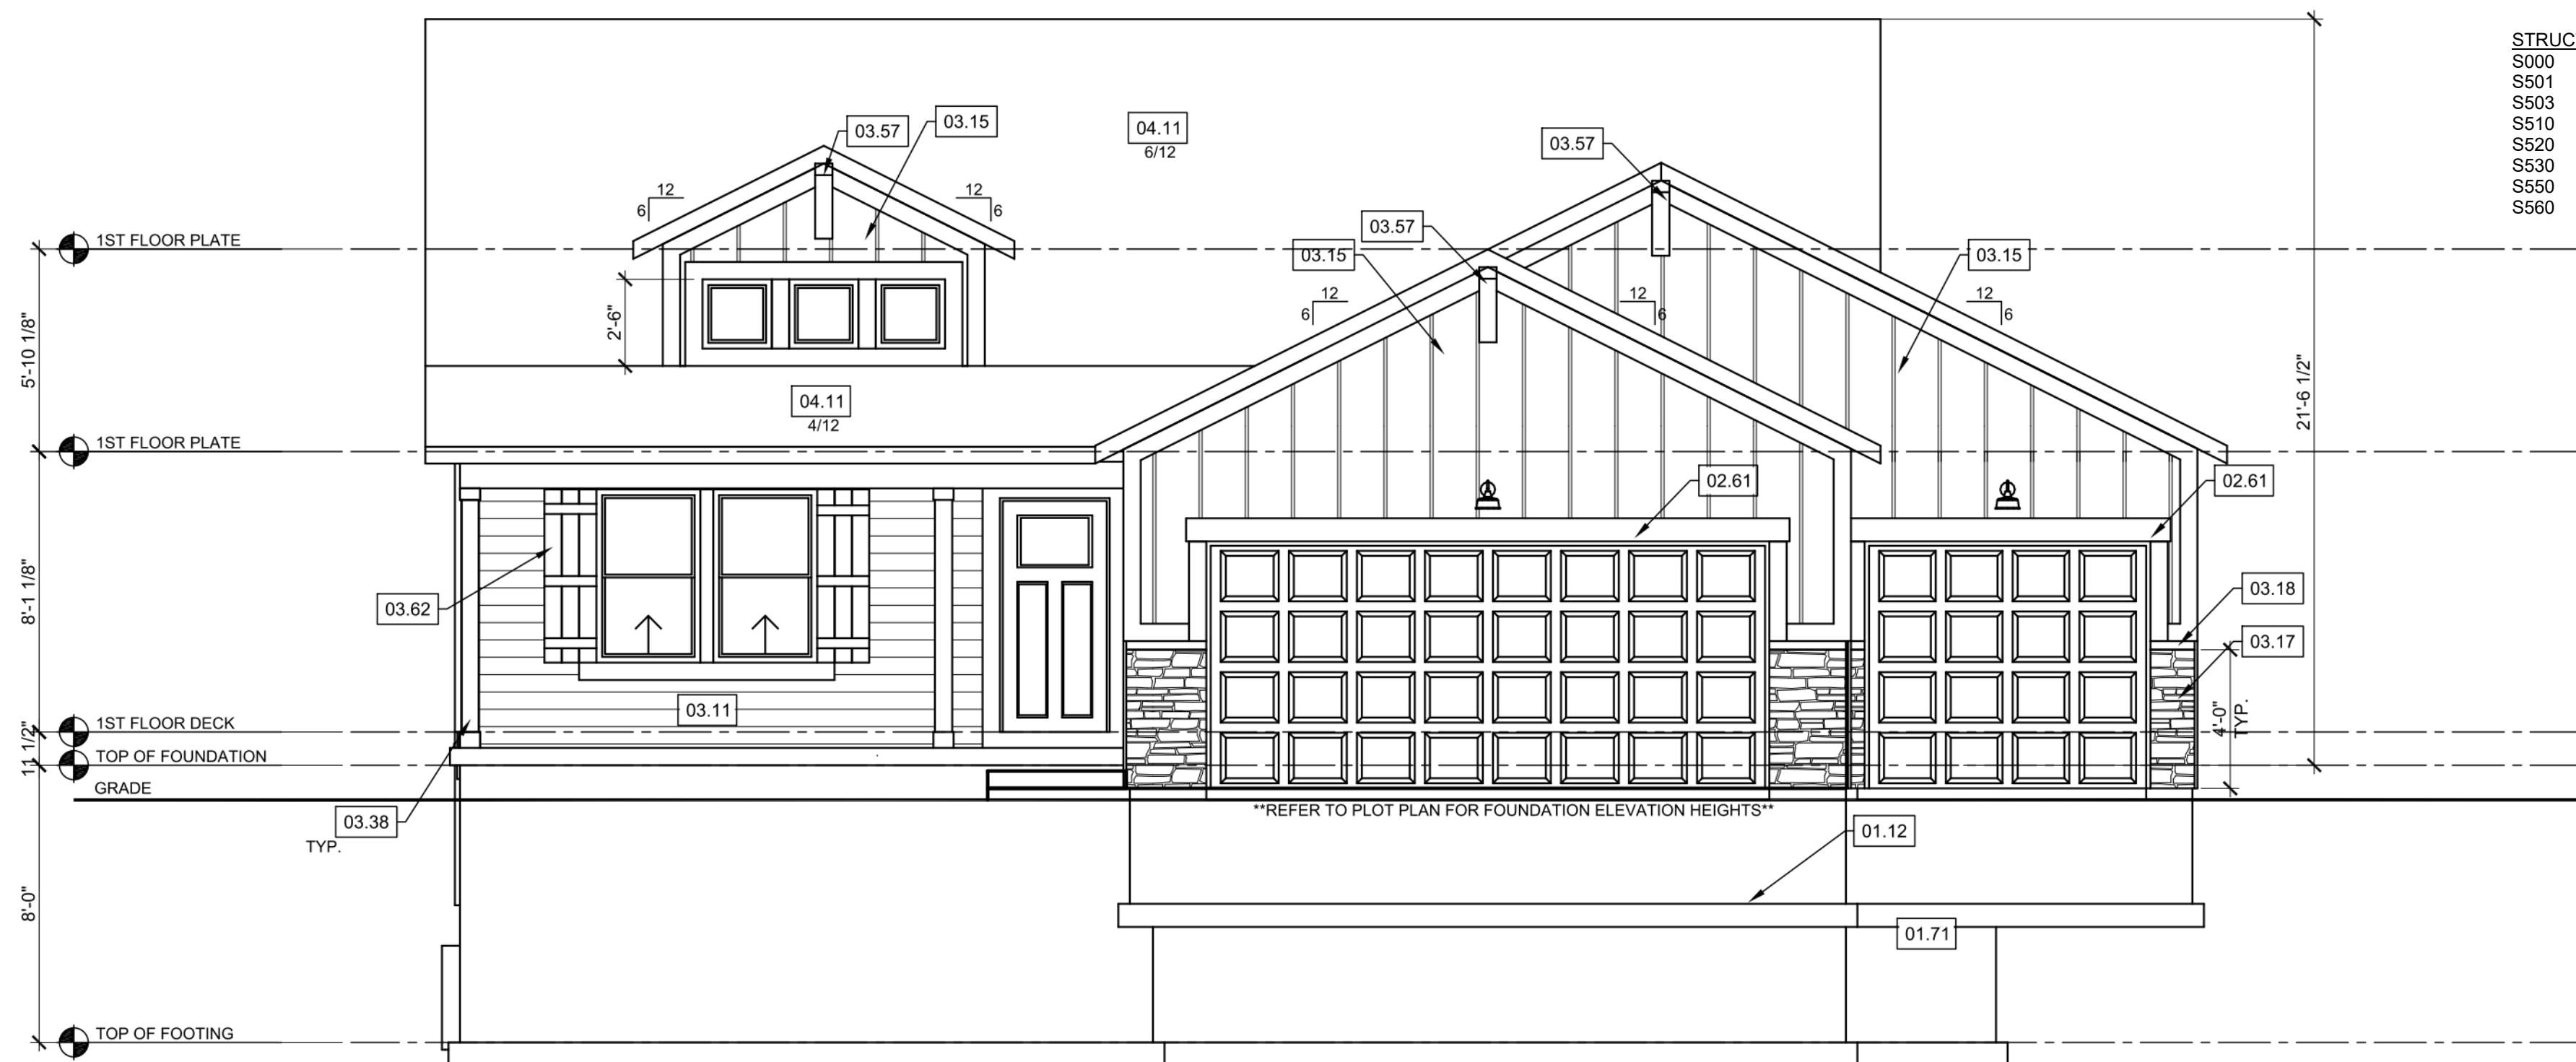 STRUC
S000
S501
S503
S510
S520
S530
S550
S560
03.57
03.15
04.11
6/12
03.57
12
6
12
6
03.57
1ST FLOOR PLATE
03.15
03.15
12
6
12
6
12
6
2'-6"
5'-10 1/8"
21'-6 1/2"
04.11
4/12
1ST FLOOR PLATE
02.61
02.61
03.62
8'-1 1/8"
03.18
03.17
03.11
4'-0"
TYP.
1ST FLOOR DECK
11 1/2"
TOP OF FOUNDATION
GRADE
**REFER TO PLOT PLAN FOR FOUNDATION ELEVATION HEIGHTS**
03.38
TYP.
01.12
8'-0"
01.71
TOP OF FOOTING